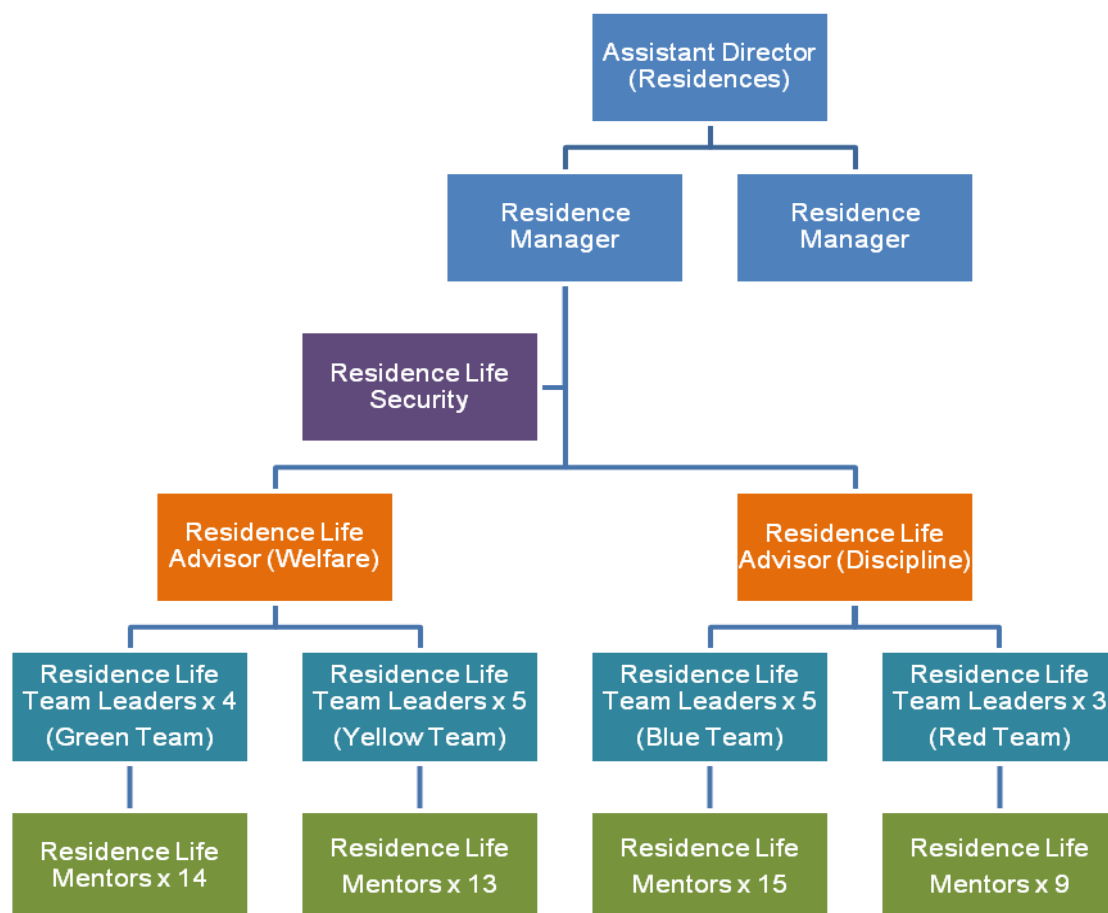 Assistant Director
(Residences)
Residence
Manager
Residence
Manager
Residence Life
Security
Residence Life
Advisor (Welfare)
Residence Life
Advisor (Discipline)
Residence Life
Team Leaders x 4
(Green Team)
Residence Life
Team Leaders x 5
(Yellow Team)
Residence Life
Team Leaders x 5
(Blue Team)
Residence Life
Team Leaders x 3
(Red Team)
Residence Life
Mentors x 14
Residence Life
Mentors x 13
Residence Life
Mentors x 15
Residence Life
Mentors x 9